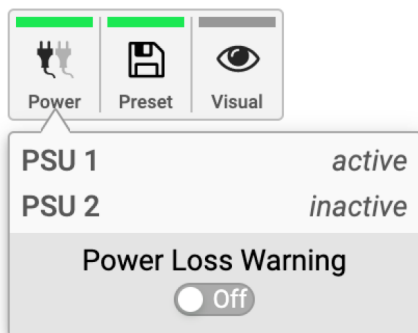 Power Preset Visual
PSU 1 active
PSU 2 inactive
Power Loss Warning
Off